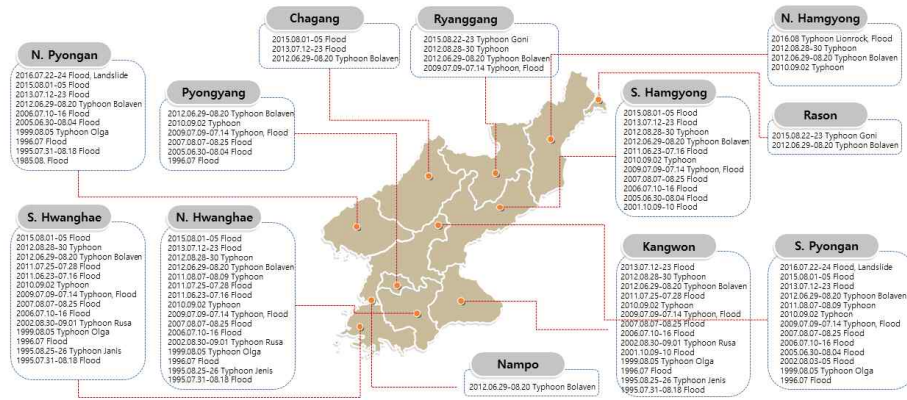 Chagang
2015.08.01-05 Flood
2013.07.12-23 Flood
2012.06.29-08.20 Typhoon Bolaven
Ryanggang
2015.08.22-23 Typhoon Goni
2012.08.28-30 Typhoon
2012.06.29-08.20 Typhoon Bolaven
2009.07.09-07.14 Typhoon, Flood
N. Hamgyong
2016.08 Typhoon Lionrock, Flood
2012.08.28-30 Typhoon
2012.06.29-08.20 Typhoon Bolaven
2010.09.02 Typhoon
N. Pyongan
2016.07.22-24 Flood, Landslide
2015.08.01-05 Flood
2013.07.12-23 Flood
2012.06.29-08.20 Typhoon Bolaven
2006.07.10-16 Flood
2005.06.30-08.04 Flood
1999.08.05 Typhoon Olga
1996.07 Flood
1995.07.31-08.18 Flood
1985.08. Flood
Pyongyang
2012.06.29-08.20 Typhoon Bolaven
2010.09.02 Typhoon
2009.07.09-07.14 Typhoon, Flood
2007.08.07-08.25 Flood
2005.06.30-08.04 Flood
1996.07 Flood
S. Hamgyong
2015.08.01-05 Flood
2013.07.12-23 Flood
2012.08.28-30 Typhoon
2012.06.29-08.20 Typhoon Bolaven
2011.06.23-07.16 Flood
2010.09.02 Typhoon
2009.07.09-07.14 Typhoon, Flood
2007.08.07-08.25 Flood
2006.07.10-16 Flood
2005.06.30-08.04 Flood
2001.10.09-10 Flood
Rason
2015.08.22-23 Typhoon Goni
2012.06.29-08.20 Typhoon Bolaven
S. Hwanghae
2015.08.01-05 Flood
2012.08.28-30 Typhoon
2012.06.29-08.20 Typhoon Bolaven
2011.07.25-07.28 Flood
2011.06.23-07.16 Flood
2010.09.02 Typhoon
2009.07.09-07.14 Typhoon, Flood
2007.08.07-08.25 Flood
2006.07.10-16 Flood
2002.08.30-09.01 Typhoon Rusa
1999.08.05 Typhoon Olga
1996.07 Flood
1995.08.25-26 Typhoon Janis
1995.07.31-08.18 Flood
N. Hwanghae
2015.08.01-05 Flood
2013.07.12-23 Flood
2012.08.28-30 Typhoon
2012.06.29-08.20 Typhoon Bolaven
2011.08.07-08.09 Typhoon
2011.07.25-07.28 Flood
2011.06.23-07.16 Flood
2010.09.02 Typhoon
2009.07.09-07.14 Typhoon, Flood
2007.08.07-08.25 Flood
2006.07.10-16 Flood
2002.08.30-09.01 Typhoon Rusa
1999.08.05 Typhoon Olga
1996.07 Flood
1995.08.25-26 Typhoon Jenis
1995.07.31-08.18 Flood
Kangwon
2013.07.12-23 Flood
2012.08.28-30 Typhoon
2012.06.29-08.20 Typhoon Bolaven
2011.07.25-07.28 Flood
2010.09.02 Typhoon
2009.07.09-07.14 Typhoon, Flood
2007.08.07-08.25 Flood
2006.07.10-16 Flood
2002.08.30-09.01 Typhoon Rusa
2001.10.09-10 Flood
1999.08.05 Typhoon Olga
1996.07 Flood
1995.08.25-26 Typhoon Jenis
1995.07.31-08.18 Flood
S. Pyongan
2016.07.22-24 Flood, Landslide
2015.08.01-05 Flood
2013.07.12-23 Flood
2012.06.29-08.20 Typhoon Bolaven
2011.08.07-08.09 Typhoon
2010.09.02 Typhoon
2009.07.09-07.14 Typhoon, Flood
2007.08.07-08.25 Flood
2006.07.10-16 Flood
2005.06.30-08.04 Flood
2002.08.03-05 Flood
1999.08.05 Typhoon Olga
1996.07 Flood
Nampo
2012.06.29-08.20 Typhoon Bolaven